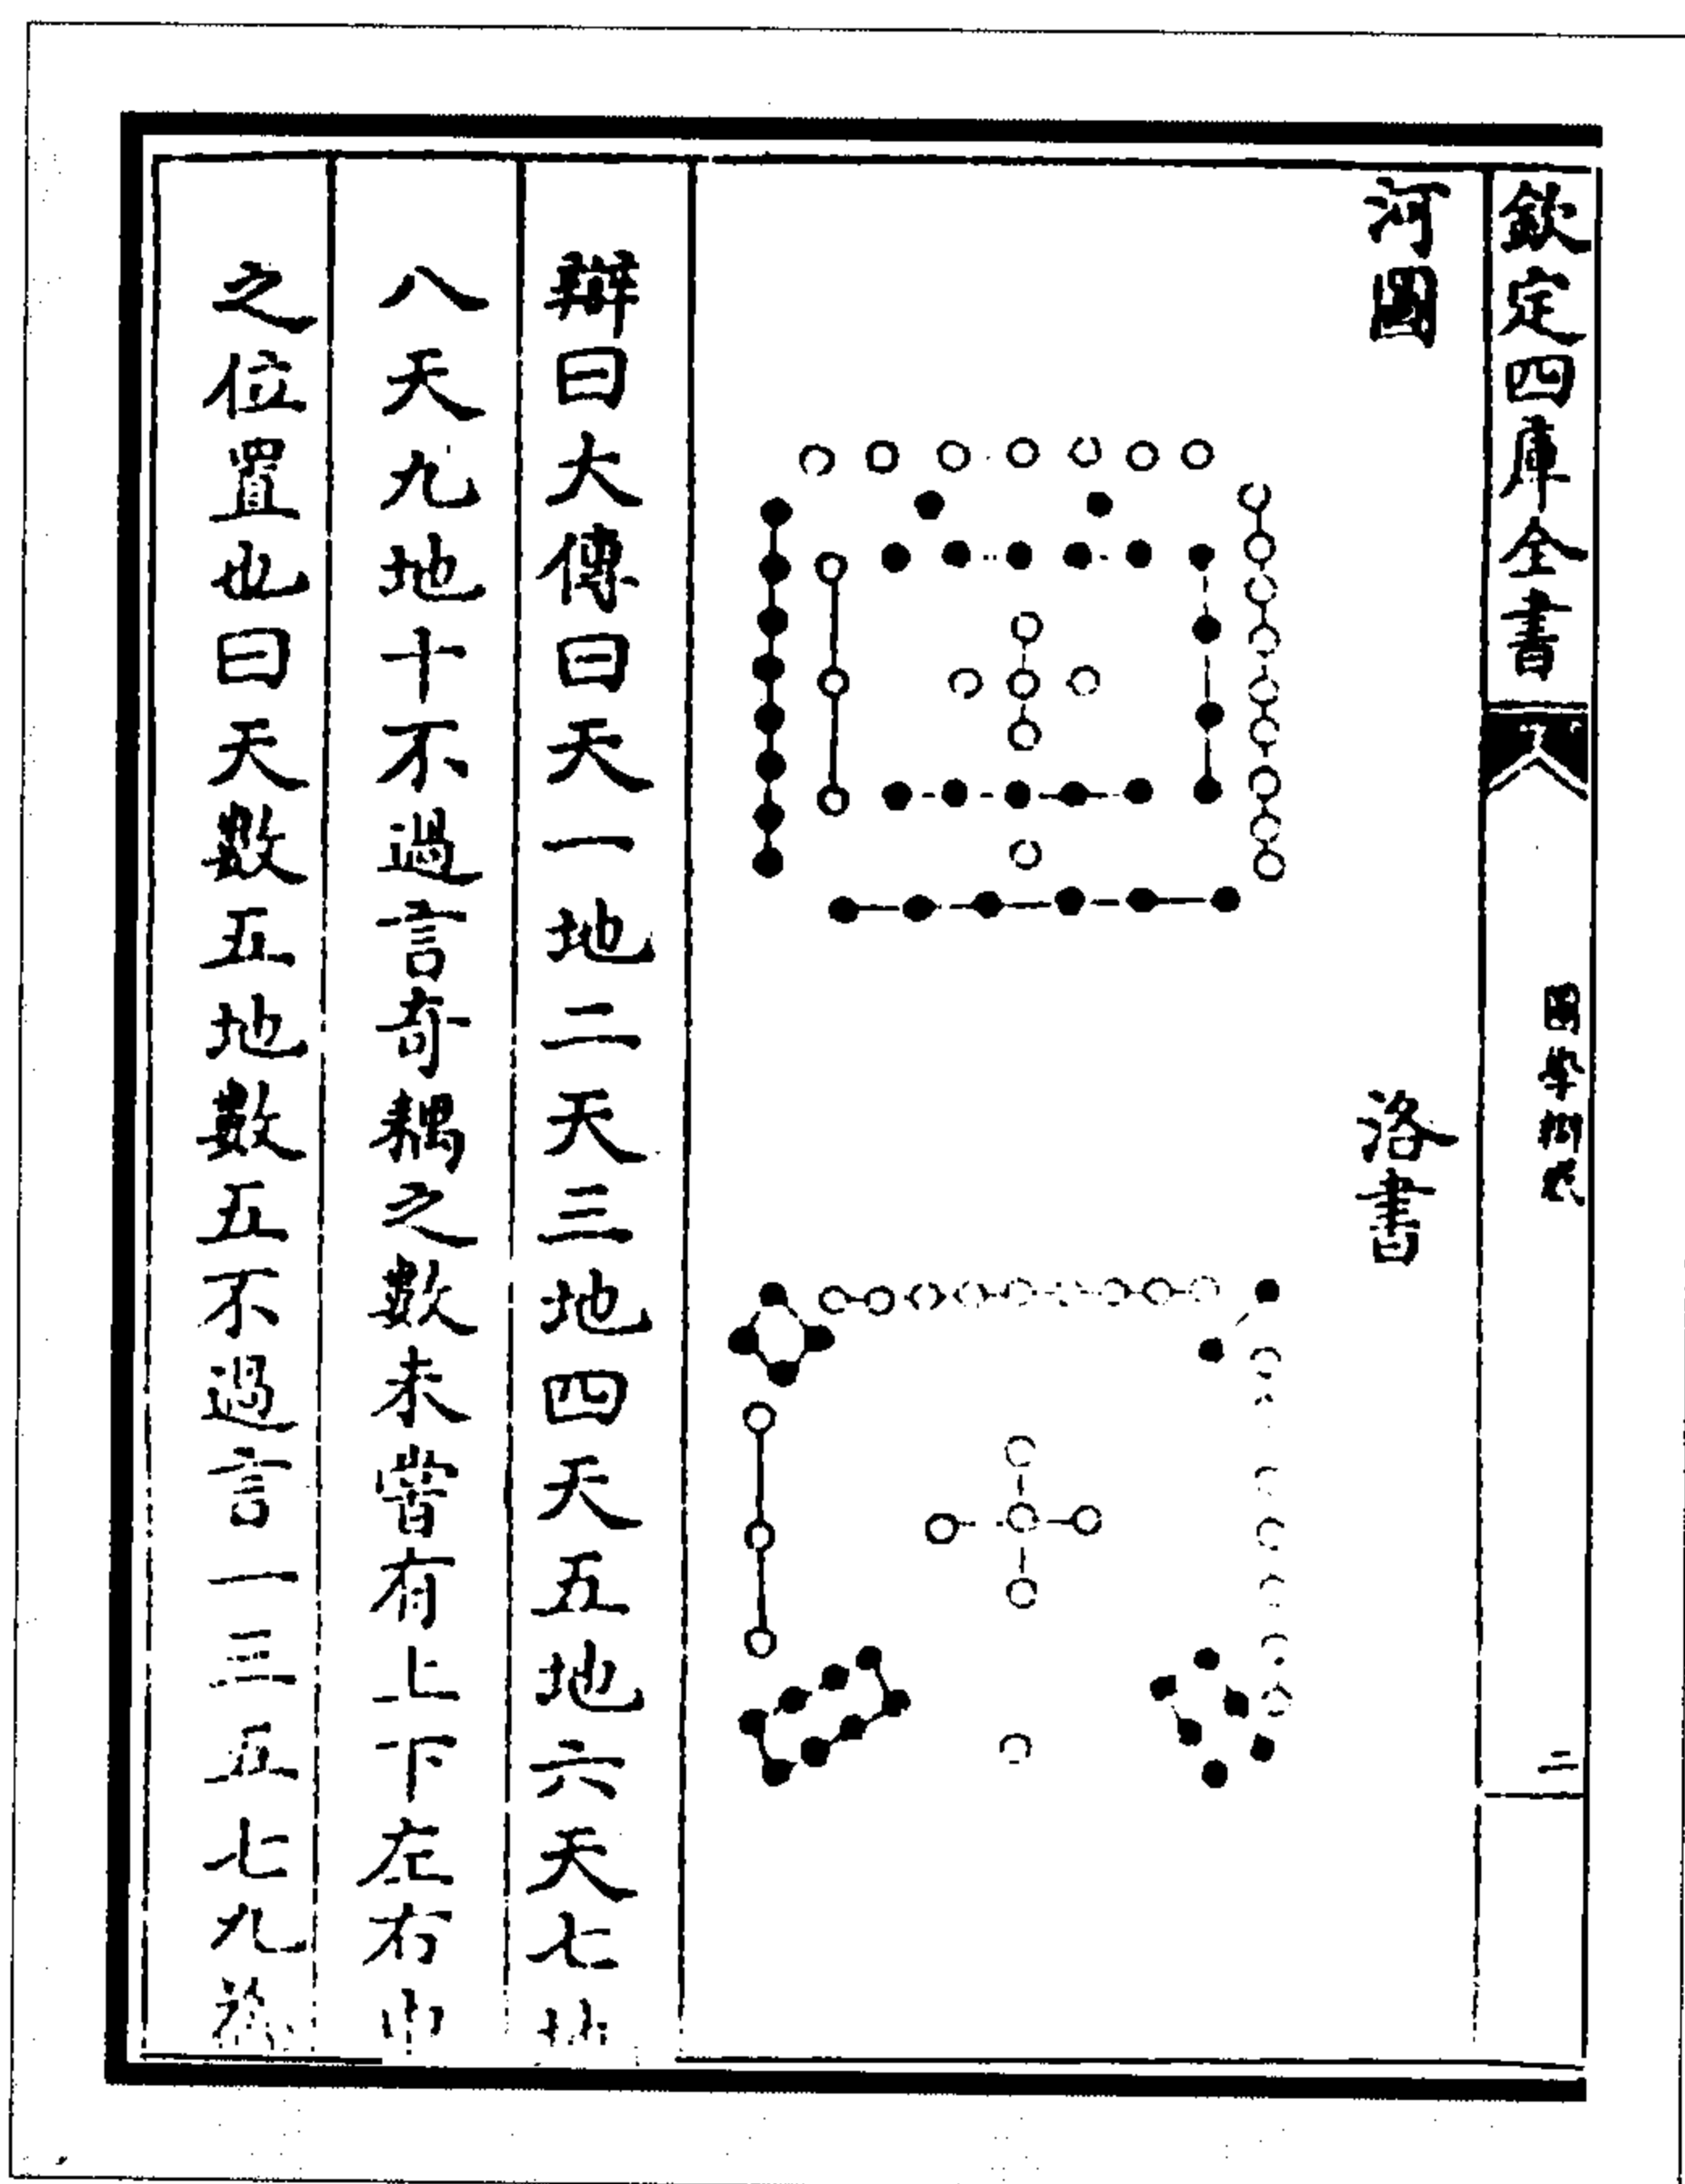 欽定四庫全書
圖學辯惑
二
河圖
洛書
辯曰大傳曰天一地二天三地四天五地六天七地
八天九地十不過言奇耦之數未嘗有上下左右中
之位置也曰天數五地數五不過言一三五七九為